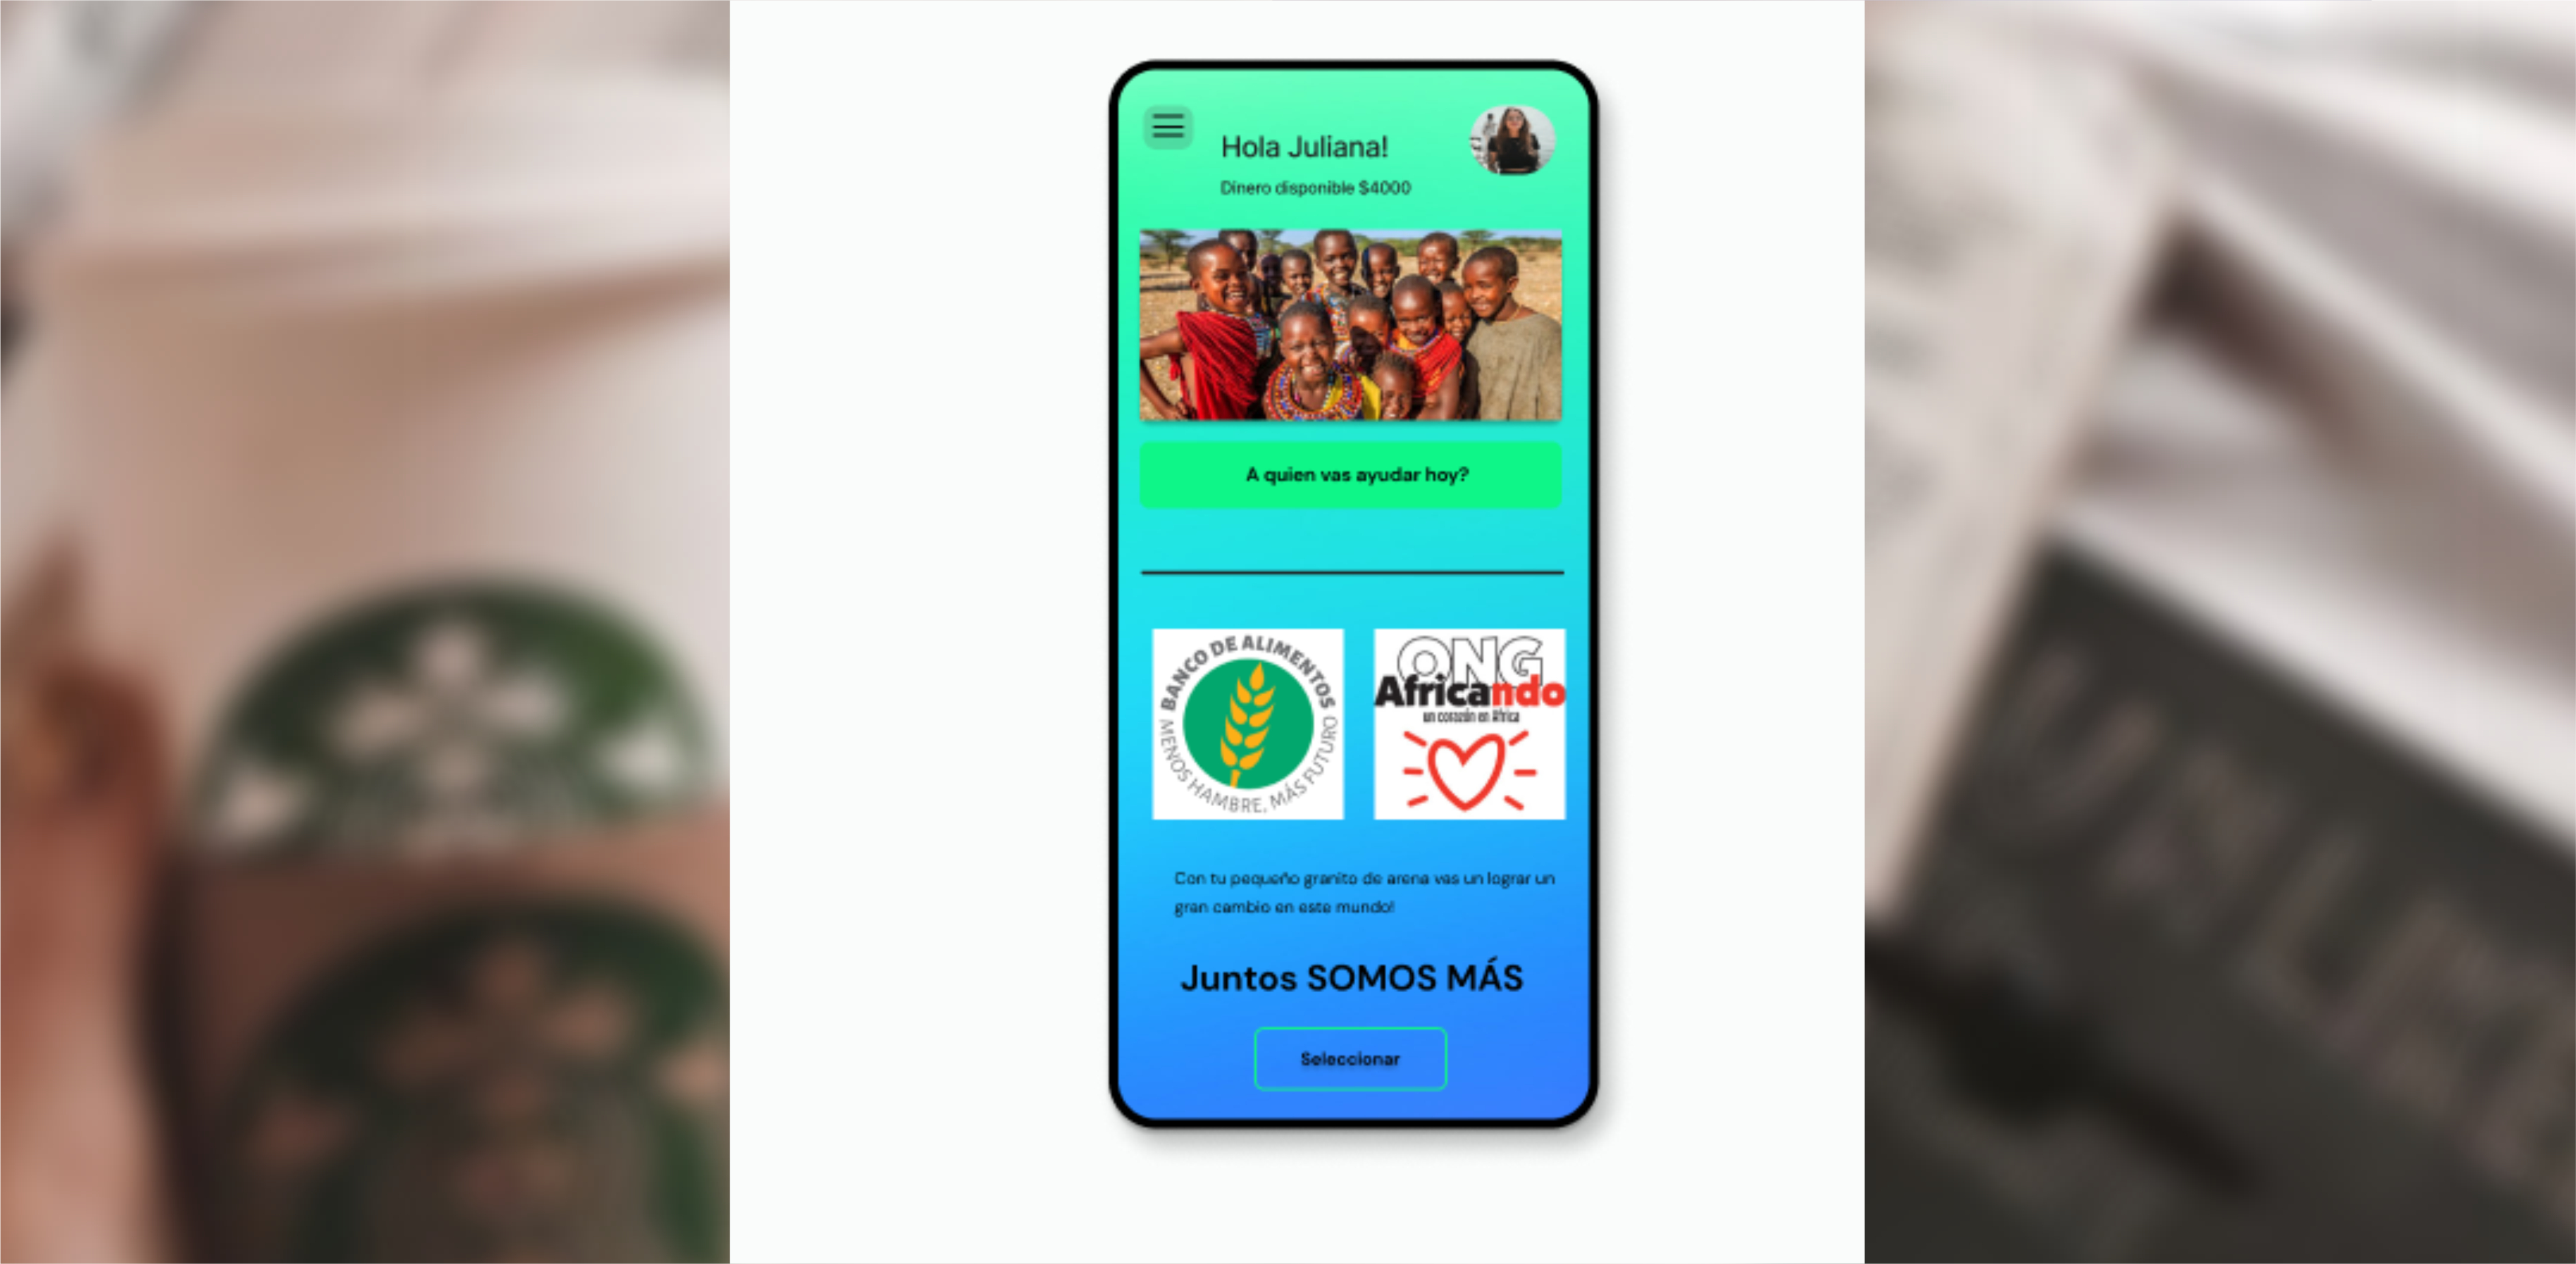 Hola Juliana!
Dinero disponible $4000
A quien vas ayudar hoy?
BANCO DE ALIMENTOS
MENOS HAMBRE, MÁS FUTURO
ONG
Africando
un corazón en África
Con tu pequeño granito de arena vas un lograr un
gran cambio en este mundo!
Juntos SOMOS MÁS
Seleccionar